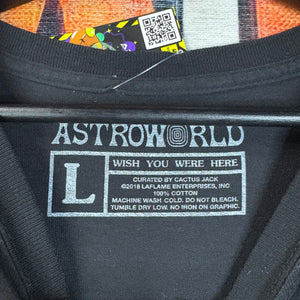 ASTROWORLD
L
WISH YOU WERE HERE
CURATED BY CACTUS JACK
©2018 LAFLAME ENTERPRISES, INC
100% COTTON
MACHINE WASH COLD. DO NOT BLEACH.
TUMBLE DRY LOW. NO IRON ON GRAPHIC.